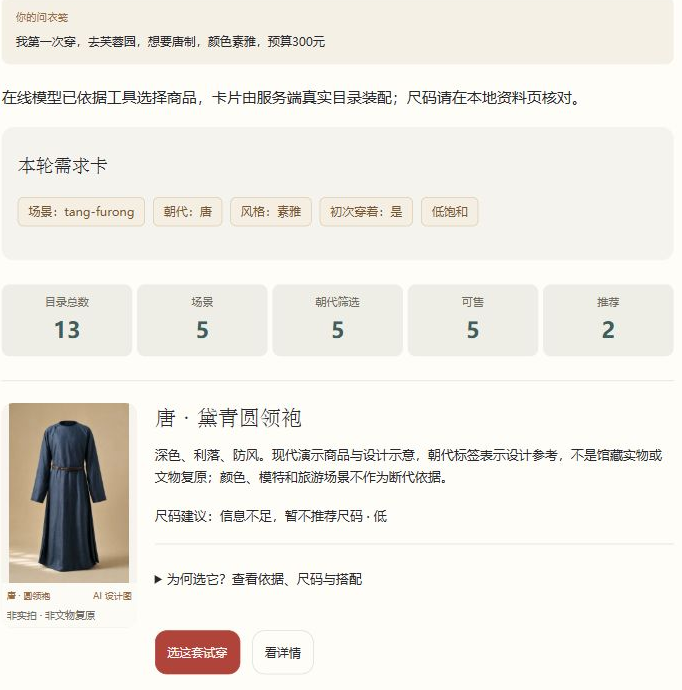 你的问衣笺
我第一次穿，去芙蓉园，想要唐制，颜色素雅，预算300元
在线模型已依据工具选择商品，卡片由服务端真实目录装配；尺码请在本地资料页核对。
本轮需求卡
场景：tang-furong
朝代：唐
风格：素雅
初次穿着：是
低饱和
目录总数
13
场景
5
朝代筛选
5
可售
5
推荐
2
唐 · 黛青圆领袍
深色、利落、防风。现代演示商品与设计示意，朝代标签表示设计参考，不是馆藏实物或
文物复原；颜色、模特和旅游场景不作为断代依据。
尺码建议：信息不足，暂不推荐尺码 · 低
▶ 为何选它？查看依据、尺码与搭配
唐 · 圆领袍
AI 设计图
非实拍 · 非文物复原
选这套试穿
看详情